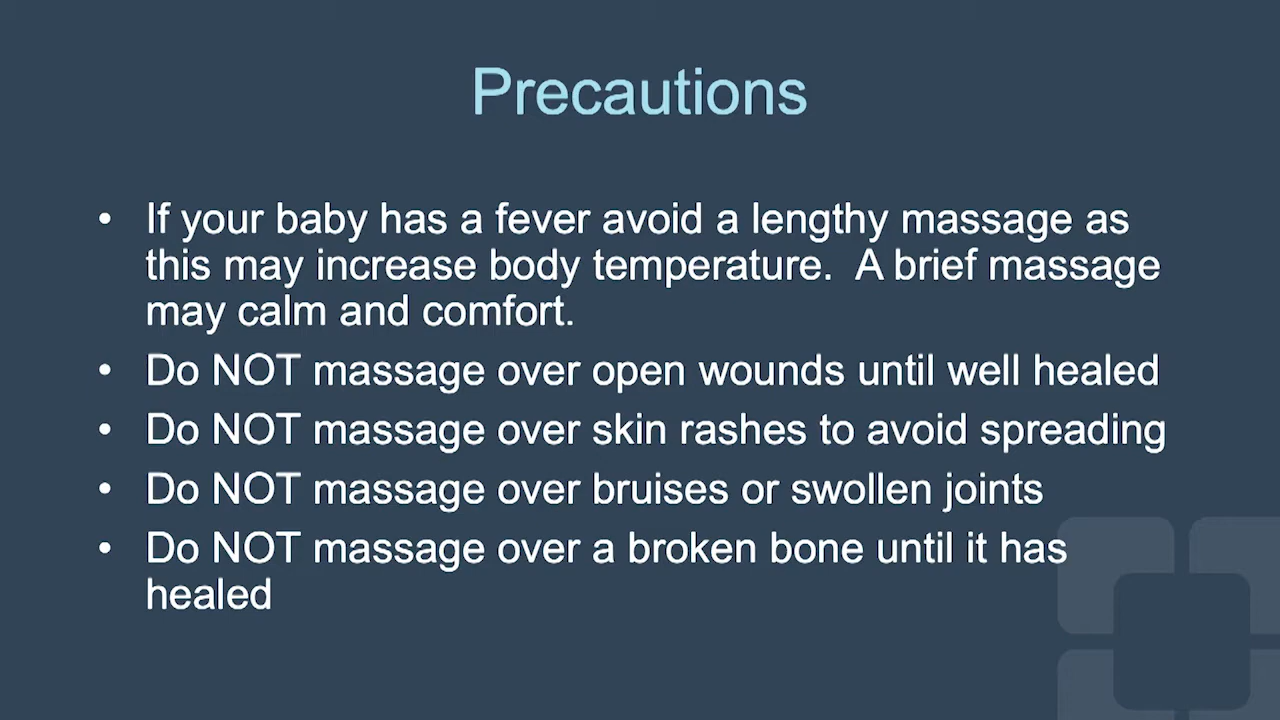 Precautions
• If your baby has a fever avoid a lengthy massage as
this may increase body temperature.  A brief massage
may calm and comfort.
• Do NOT massage over open wounds until well healed
• Do NOT massage over skin rashes to avoid spreading
• Do NOT massage over bruises or swollen joints
• Do NOT massage over a broken bone until it has
healed